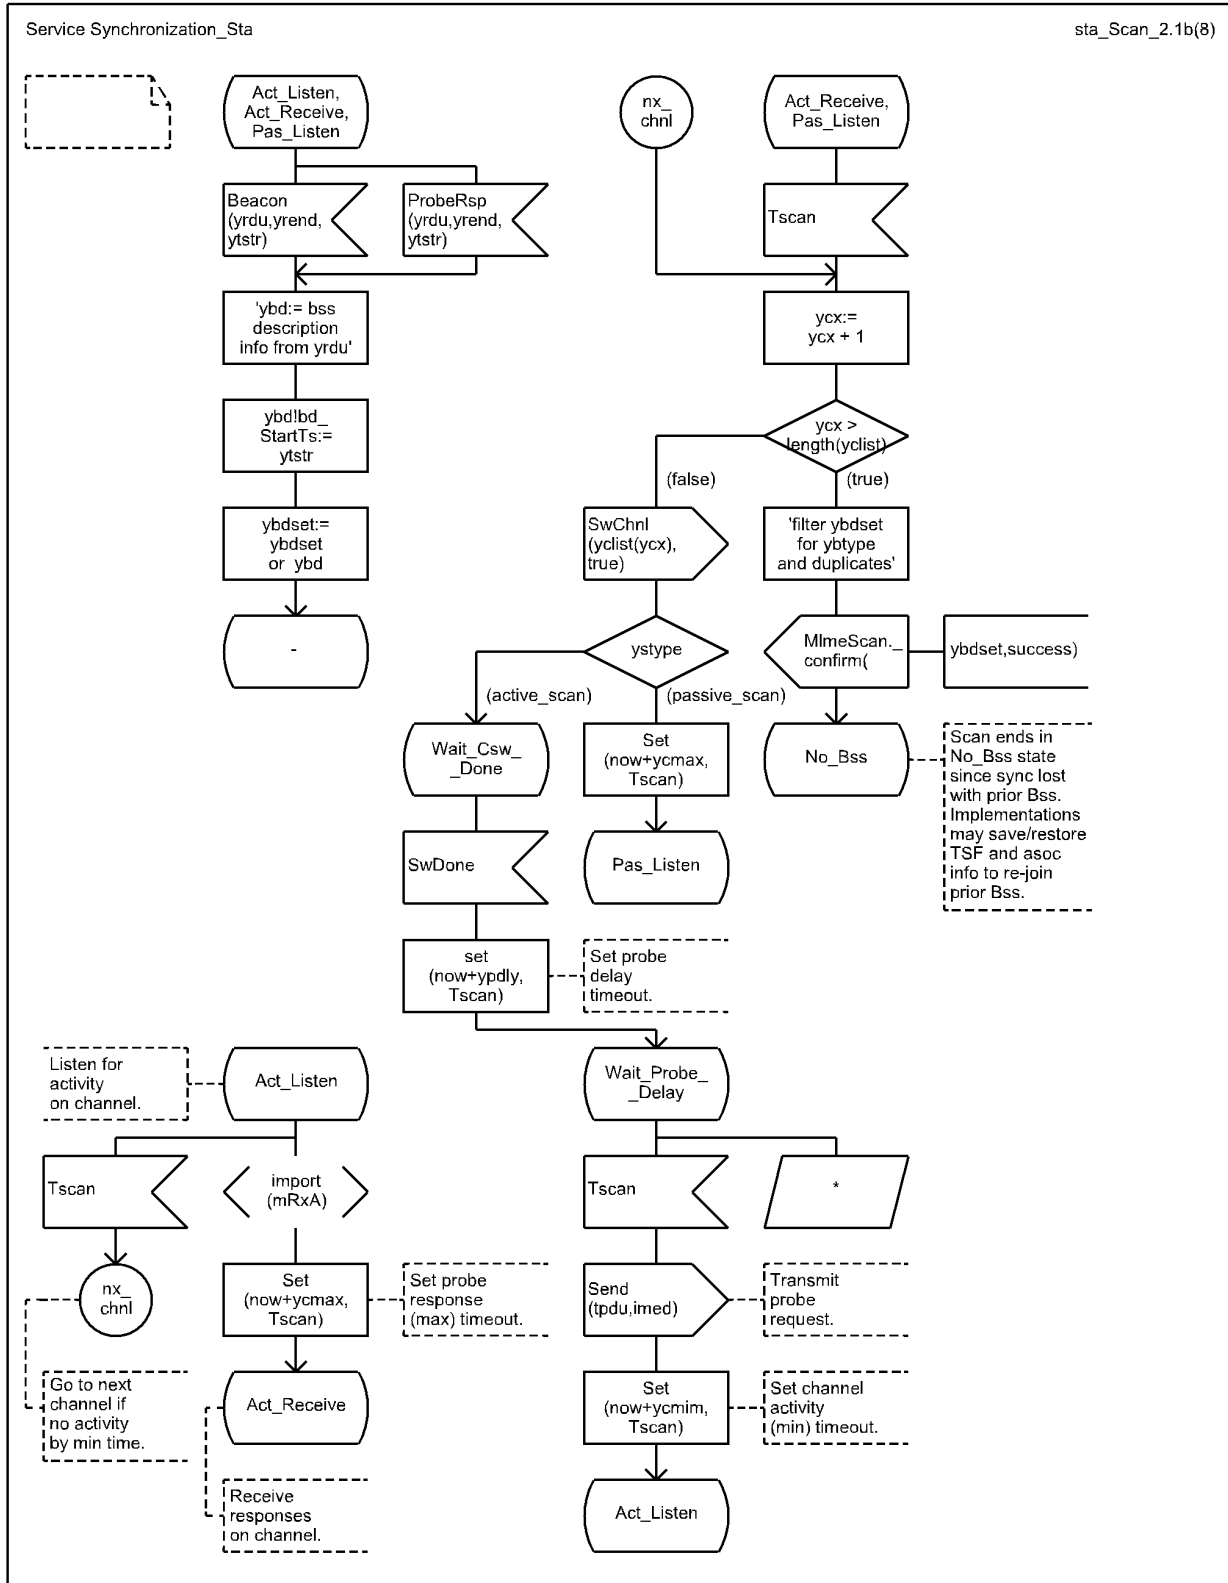 Service Synchronization_Sta
sta_Scan_2.1b(8)
Act_Listen,
Act_Receive,
Pas_Listen
nx_
chnl
Act_Receive,
Pas_Listen
Beacon
(yrdu,yrend,
ytstr)
ProbeRsp
(yrdu,yrend,
ytstr)
Tscan
'ybd:= bss
description
info from yrdu'
ycx:=
ycx + 1
ybd!bd_
StartTs:=
ytstr
ycx >
length(yclist)
(false)
(true)
ybdset:=
ybdset
or ybd
SwChnl
(yclist(ycx),
true)
'filter ybdset
for ybtype
and duplicates'
-
ystype
MlmeScan._
confirm(
ybdset,success)
(active_scan)
(passive_scan)
Wait_Csw_
_Done
Set
(now+ycmax,
Tscan)
No_Bss
Scan ends in
No_Bss state
since sync lost
with prior Bss.
Implementations
may save/restore
TSF and asoc
info to re-join
prior Bss.
SwDone
Pas_Listen
set
(now+ypdly,
Tscan)
Set probe
delay
timeout.
Listen for
activity
on channel.
Act_Listen
Wait_Probe_
_Delay
Tscan
import
(mRxA)
Tscan
*
nx_
chnl
Set
(now+ycmax,
Tscan)
Set probe
response
(max) timeout.
Send
(tpdu,imed)
Transmit
probe
request.
Go to next
channel if
no activity
by min time.
Act_Receive
Set
(now+ycmim,
Tscan)
Set channel
activity
(min) timeout.
Receive
responses
on channel.
Act_Listen